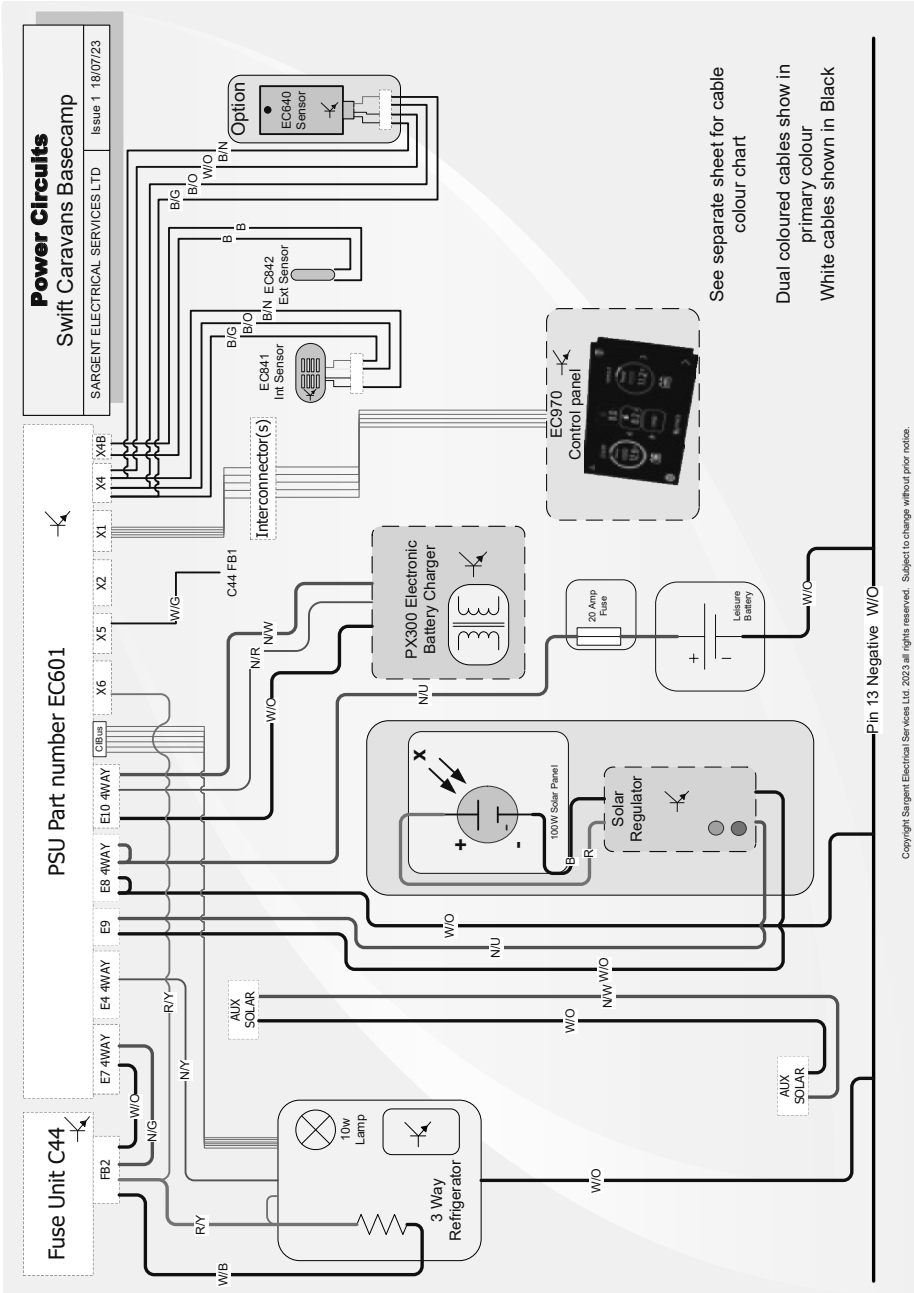 Power Circuits
Swift Caravans Basecamp
SARGENT ELECTRICAL SERVICES LTD
Issue 1 18/07/23
Fuse Unit C44
FB2
PSU Part number EC601
E7 4WAY
E4 4WAY
E9
E8 4WAY
E10 4WAY
CIBus
X6
X5
X2
X1
X4
X4B
W/O
N/G
R/Y
N/Y
R/Y
W/B
3 Way
Refrigerator
10w
Lamp
W/O
AUX
SOLAR
AUX
SOLAR
W/O
N/W
W/O
N/U
W/O
100W Solar Panel
+
-
X
B
R
Solar
Regulator
N/U
W/O
N/R
N/W
W/G
C44 FB1
PX300 Electronic
Battery Charger
20 Amp
Fuse
Leisure
Battery
+
−
W/O
Interconnector(s)
EC970
Control panel
EC841
Int Sensor
B/G
B/O
B/N
EC842
Ext Sensor
B
B
B/G
B/O
W/O
B/N
Option
EC640
Sensor
See separate sheet for cable
colour chart
Dual coloured cables show in
primary colour
White cables shown in Black
Pin 13 Negative W/O
Copyright Sargent Electrical Services Ltd. 2023 all rights reserved. Subject to change without prior notice.